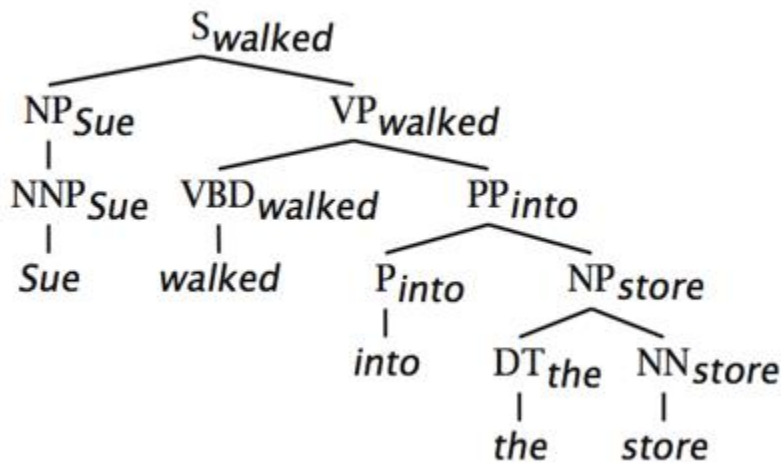 S walked
NP Sue VP walked
NNP Sue VBD walked PP into
Sue walked P into NP store
into DT the NN store
the store